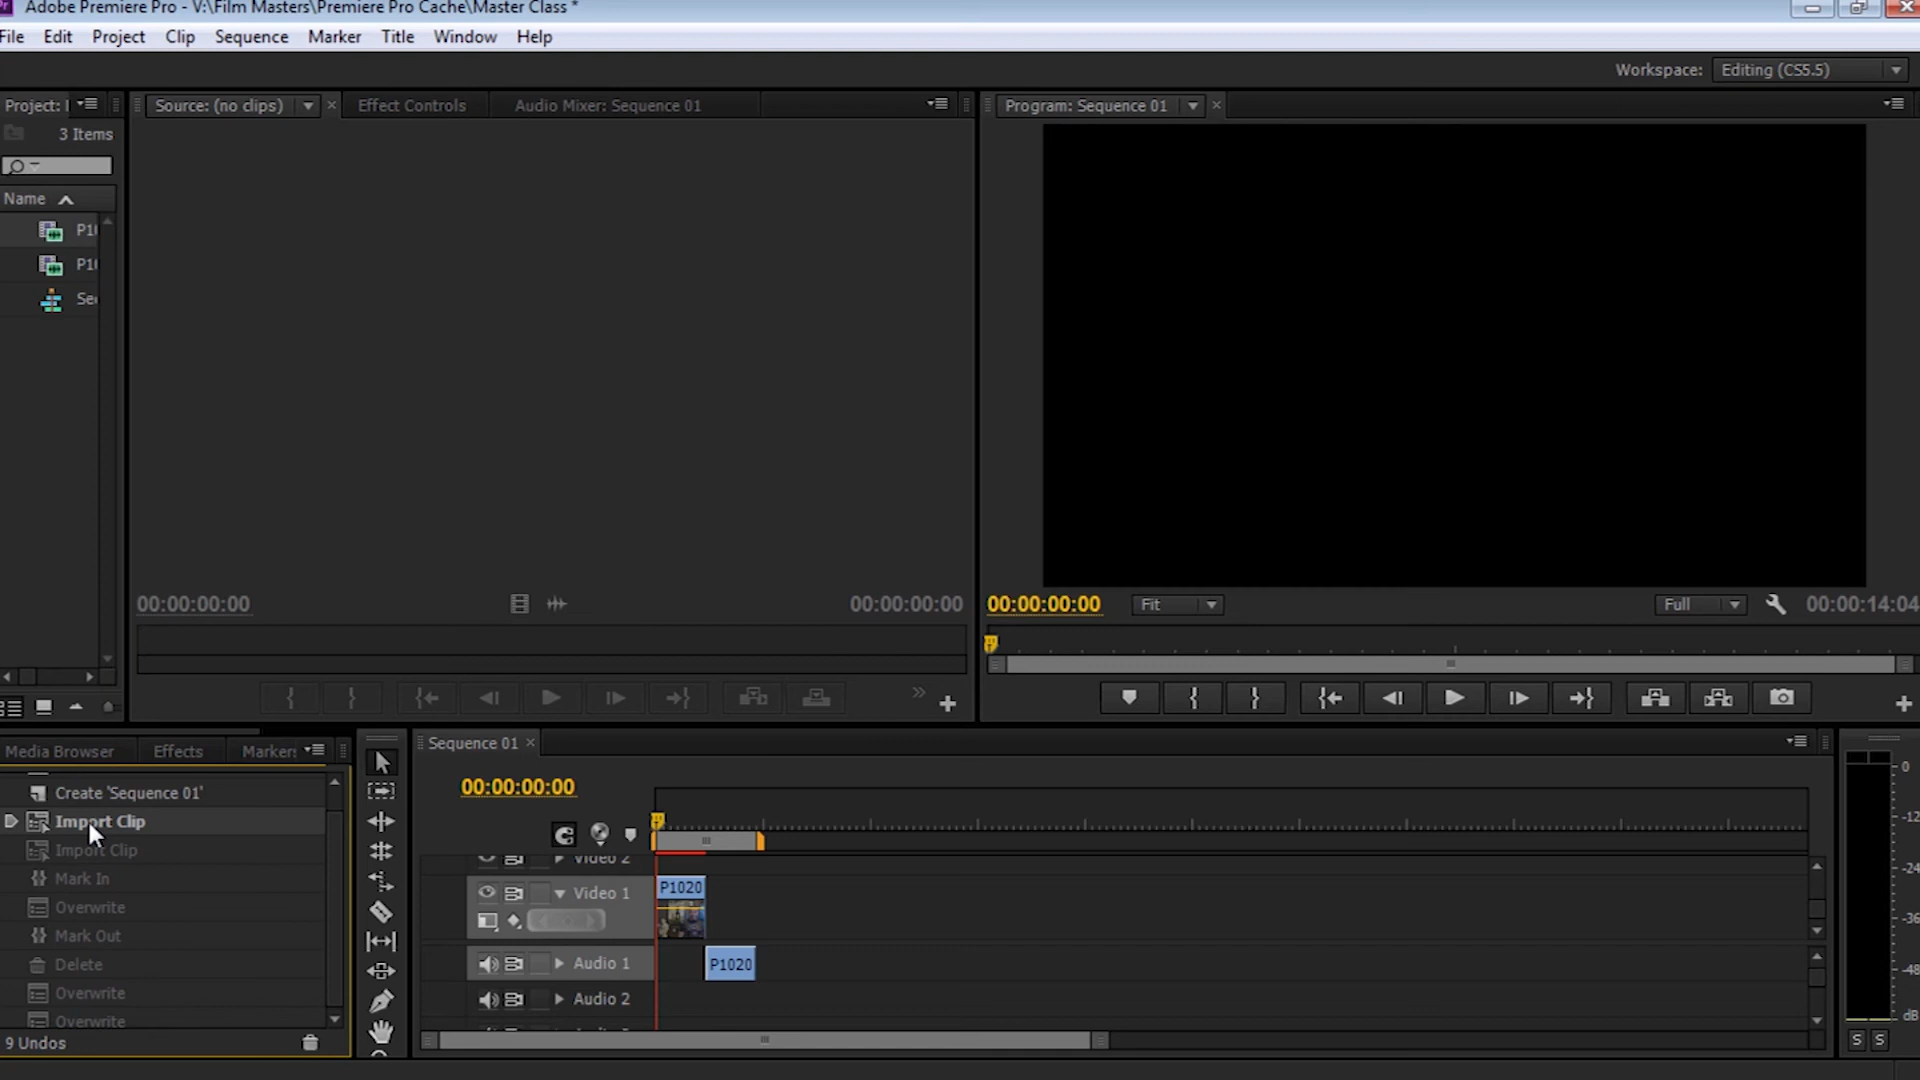 Adobe Premiere Pro - V:\Film Masters\Premiere Pro Cache\Master Class *
File Edit Project Clip Sequence Marker Title Window Help
Workspace: Editing (CS5.5)
Project: Source: (no clips) Effect Controls Audio Mixer: Sequence 01 Program: Sequence 01
3 Items
Name
P10
P10
Sec
00:00:00:00 00:00:00:00 00:00:00:00 Fit Full 00:00:14:04
Media Browser Effects Marker: Sequence 01
00:00:00:00
Create 'Sequence 01'
Import Clip
Import Clip
Mark In
Overwrite
Mark Out
Delete
Overwrite
Overwrite
9 Undos
Video 2
Video 1 P1020
Audio 1 P1020
Audio 2
0
-12
-24
-36
-48
dB
S S